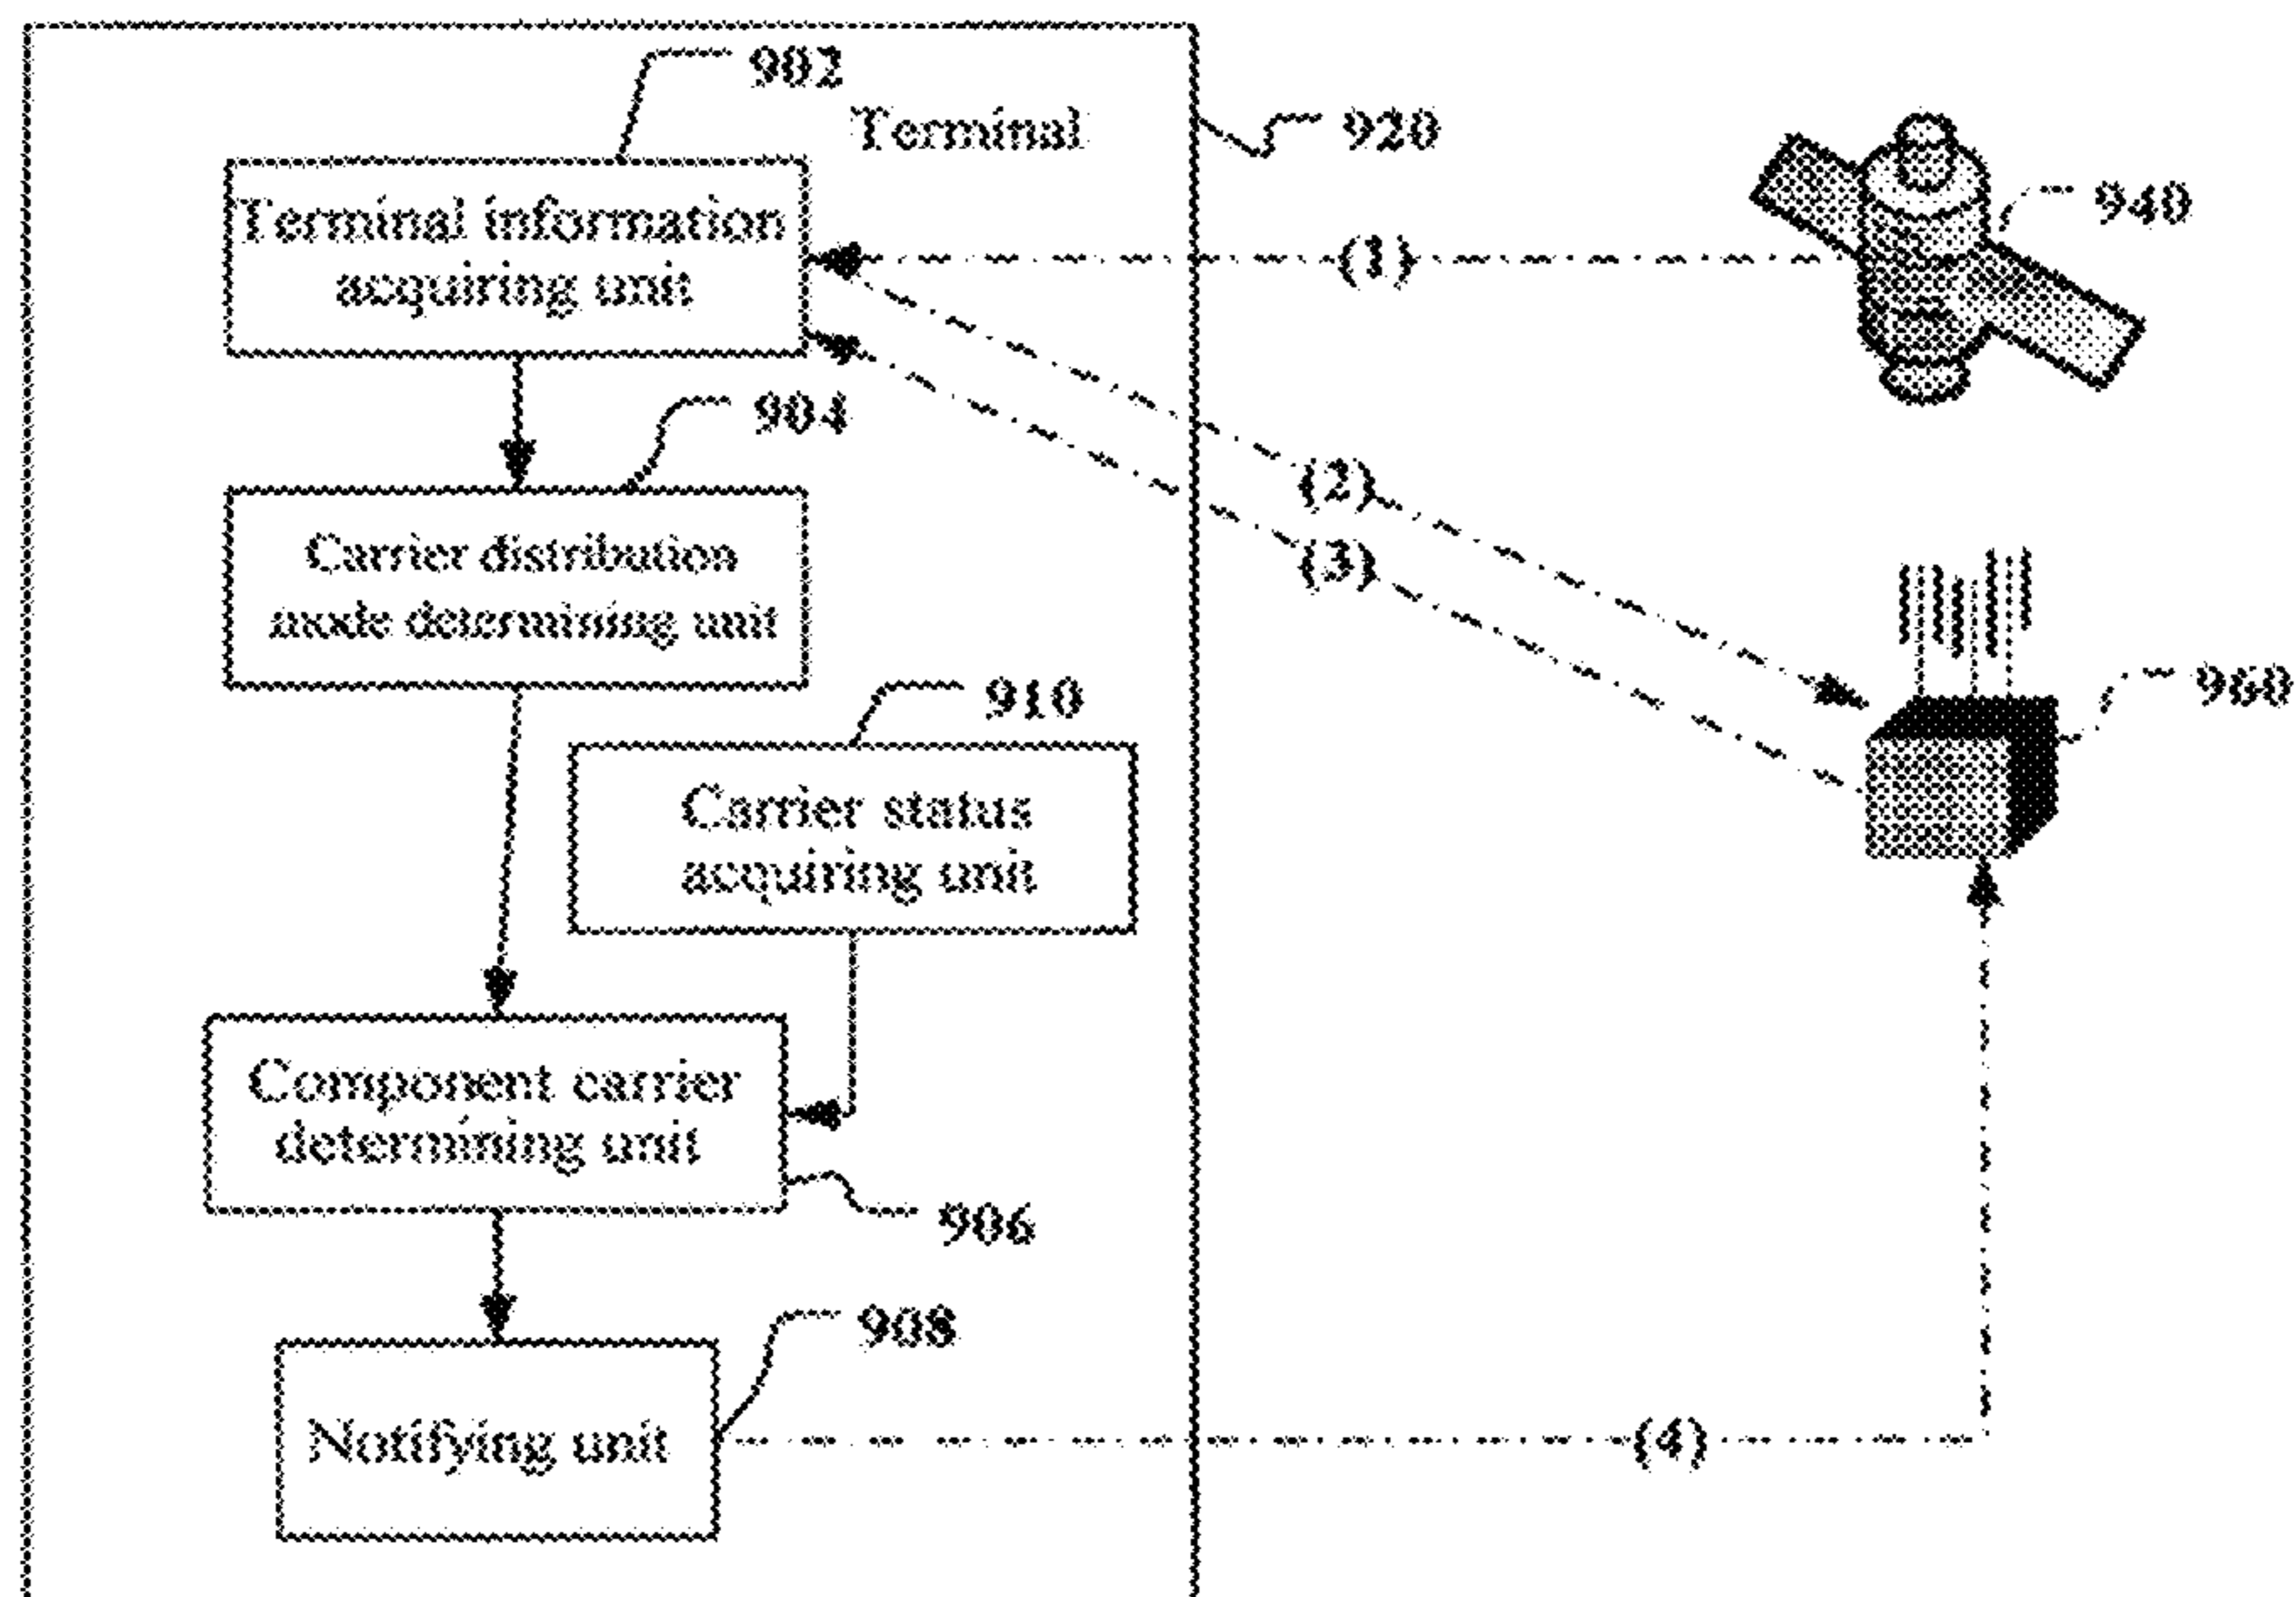 902
Terminal
920
Terminal information
acquiring unit
940
(1)
904
(2)
Carrier distribution
mode determining unit
(3)
910
960
Carrier status
acquiring unit
Component carrier
determining unit
906
908
Notifying unit
(4)